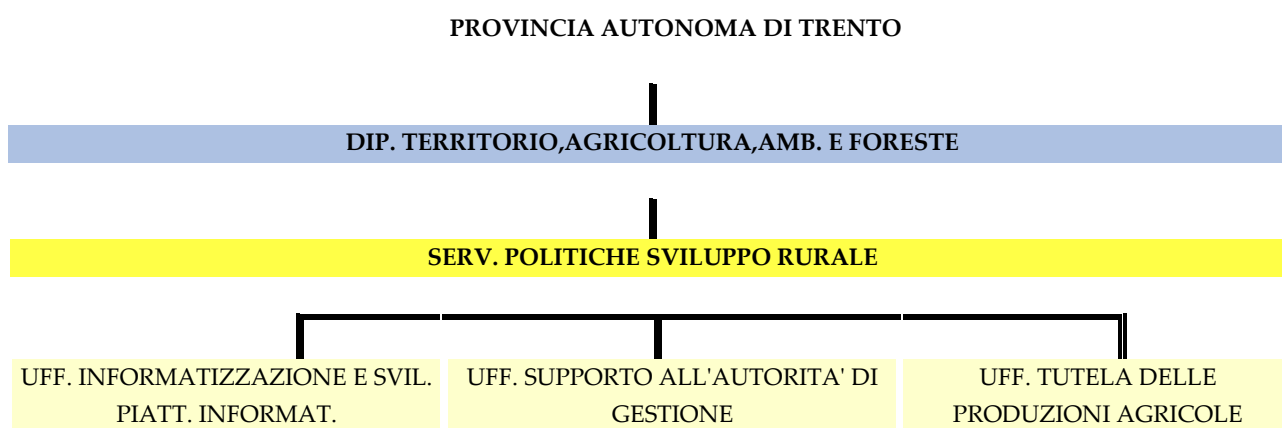 PROVINCIA AUTONOMA DI TRENTO
DIP. TERRITORIO,AGRICOLTURA,AMB. E FORESTE
SERV. POLITICHE SVILUPPO RURALE
UFF. INFORMATIZZAZIONE E SVIL.
PIATT. INFORMAT.
UFF. SUPPORTO ALL'AUTORITA' DI
GESTIONE
UFF. TUTELA DELLE
PRODUZIONI AGRICOLE